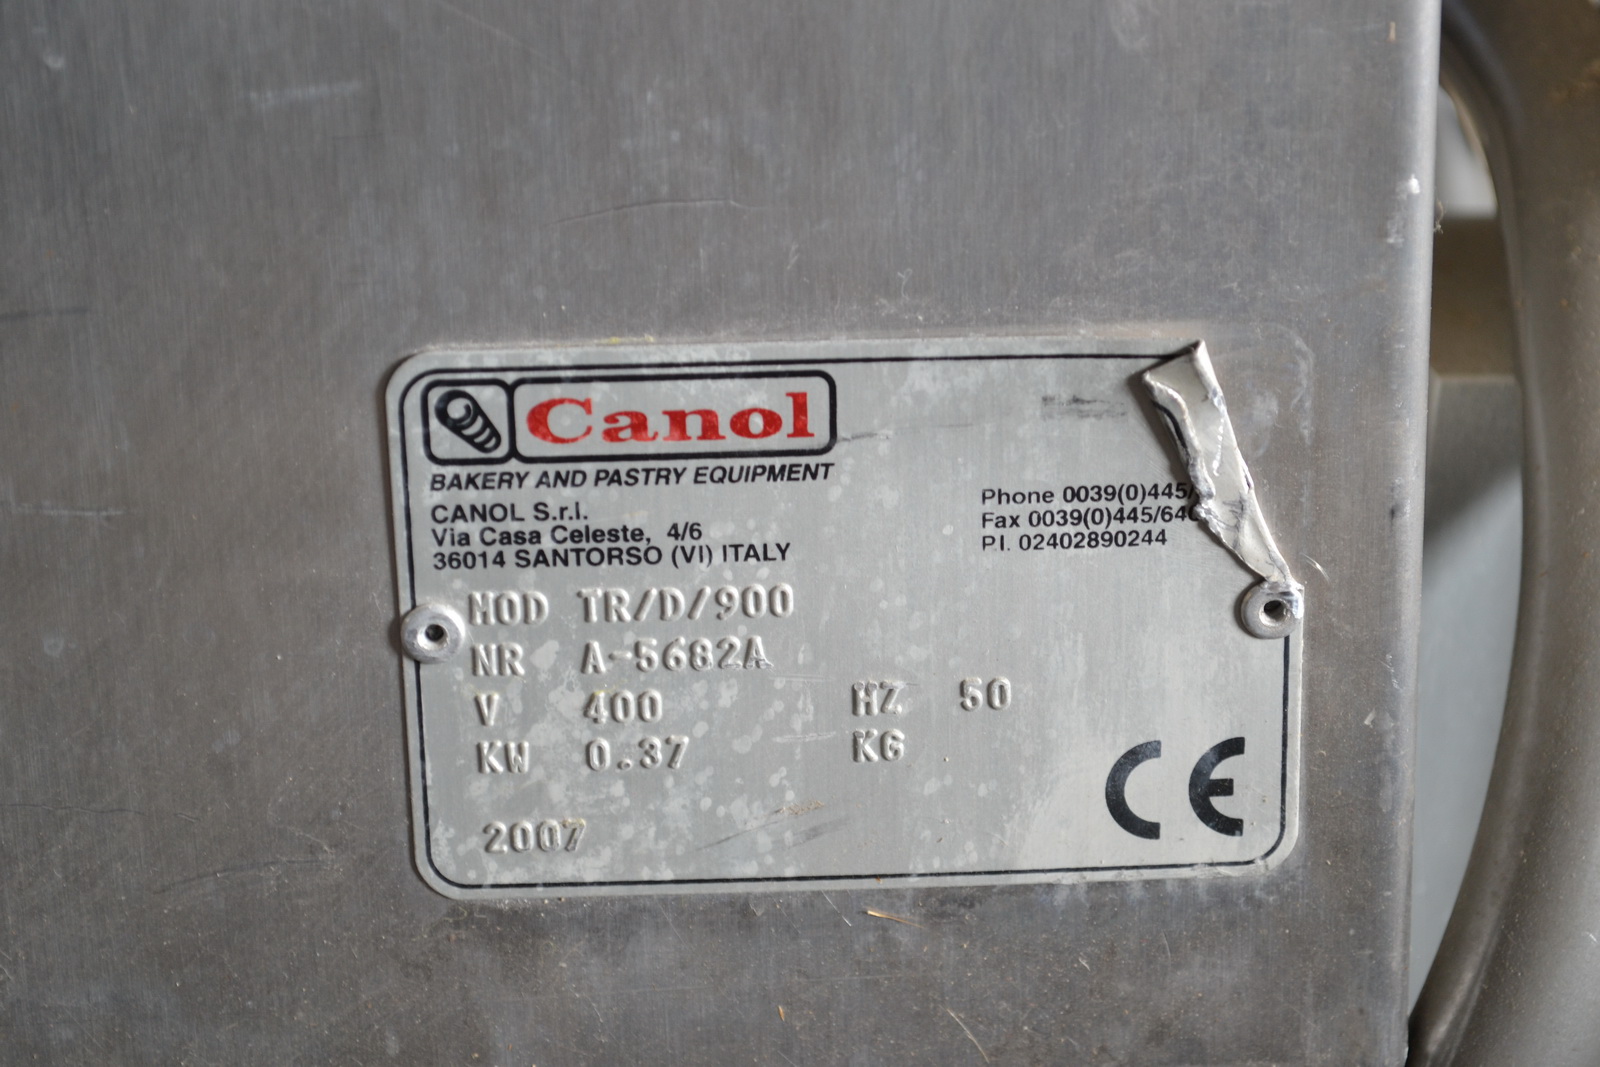 Canol
BAKERY AND PASTRY EQUIPMENT
CANOL S.r.l.
Via Casa Celeste, 4/6
36014 SANTORSO (VI) ITALY
Phone 0039(0)445/
Fax 0039(0)445/640
P.I. 02402890244
MOD TR/D/900
NR A-5682A
V 400 HZ 50
KW 0.37 KG
2007
CE